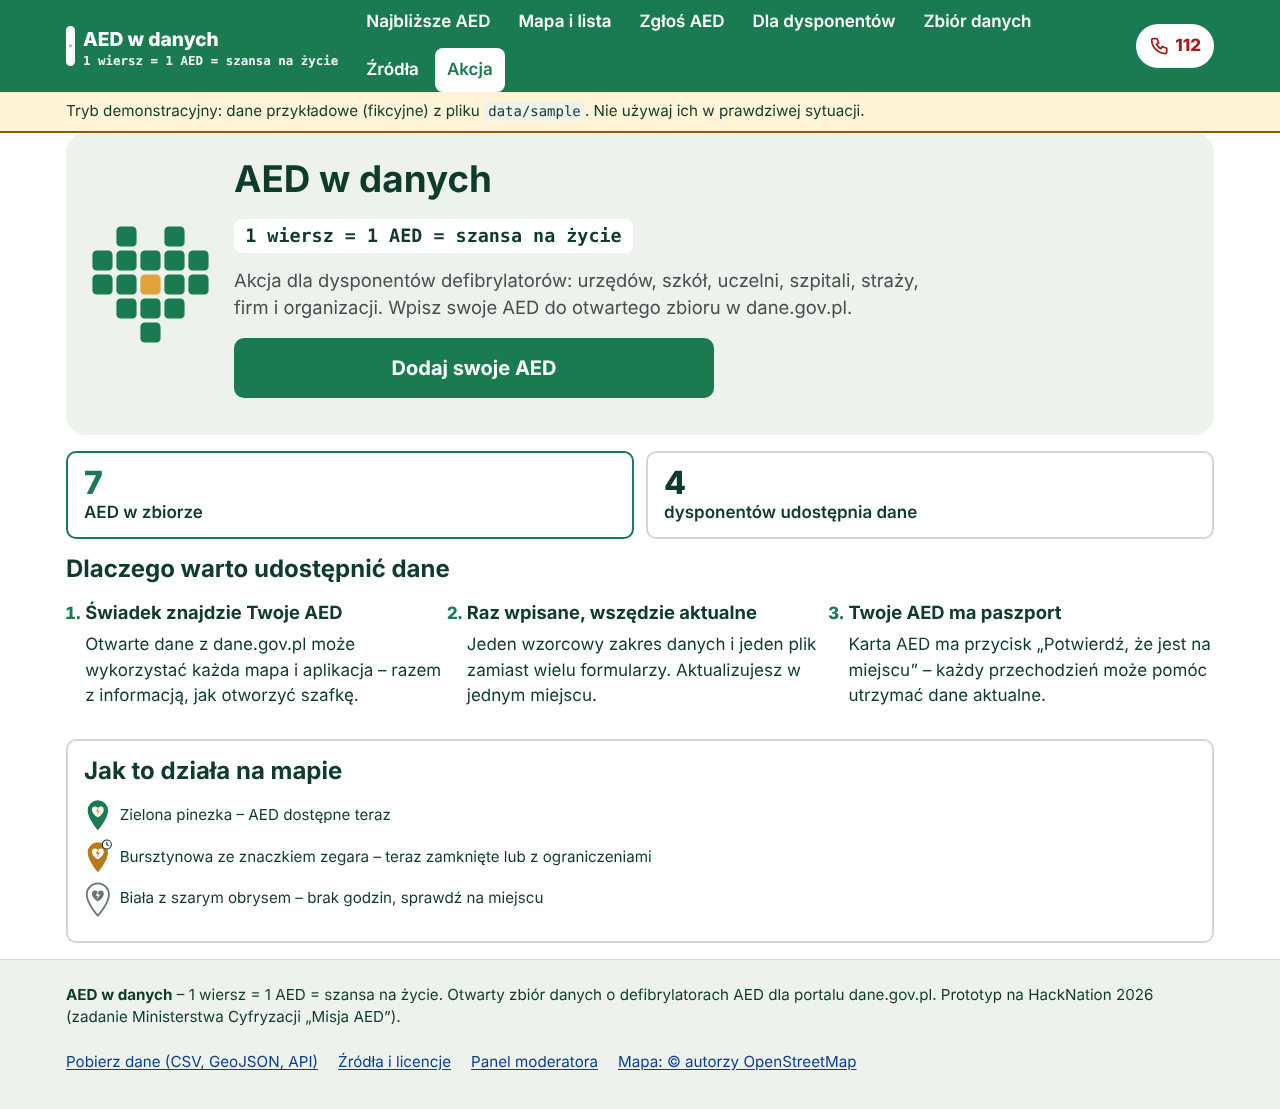 AED w danych
1 wiersz = 1 AED = szansa na życie
Najbliższe AED
Mapa i lista
Zgłoś AED
Dla dysponentów
Zbiór danych
Źródła
Akcja
112
Tryb demonstracyjny: dane przykładowe (fikcyjne) z pliku data/sample. Nie używaj ich w prawdziwej sytuacji.
AED w danych
1 wiersz = 1 AED = szansa na życie
Akcja dla dysponentów defibrylatorów: urzędów, szkół, uczelni, szpitali, straży,
firm i organizacji. Wpisz swoje AED do otwartego zbioru w dane.gov.pl.
Dodaj swoje AED
7
AED w zbiorze
4
dysponentów udostępnia dane
Dlaczego warto udostępnić dane
1. Świadek znajdzie Twoje AED
Otwarte dane z dane.gov.pl może
wykorzystać każda mapa i aplikacja – razem
z informacją, jak otworzyć szafkę.
2. Raz wpisane, wszędzie aktualne
Jeden wzorcowy zakres danych i jeden plik
zamiast wielu formularzy. Aktualizujesz w
jednym miejscu.
3. Twoje AED ma paszport
Karta AED ma przycisk „Potwierdź, że jest na
miejscu” – każdy przechodzień może pomóc
utrzymać dane aktualne.
Jak to działa na mapie
Zielona pinezka – AED dostępne teraz
Bursztynowa ze znaczkiem zegara – teraz zamknięte lub z ograniczeniami
Biała z szarym obrysem – brak godzin, sprawdź na miejscu
AED w danych – 1 wiersz = 1 AED = szansa na życie. Otwarty zbiór danych o defibrylatorach AED dla portalu dane.gov.pl. Prototyp na HackNation 2026
(zadanie Ministerstwa Cyfryzacji „Misja AED”).
Pobierz dane (CSV, GeoJSON, API)
Źródła i licencje
Panel moderatora
Mapa: © autorzy OpenStreetMap